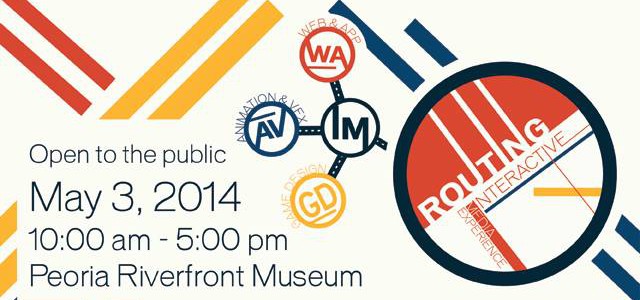 WEB & APP
WA
ANIMATION & VFX
AV
IM
GAME DESIGN
GD
Open to the public
May 3, 2014
10:00 am - 5:00 pm
Peoria Riverfront Museum
ROUTING
INTERACTIVE
MEDIA
EXPERIENCE